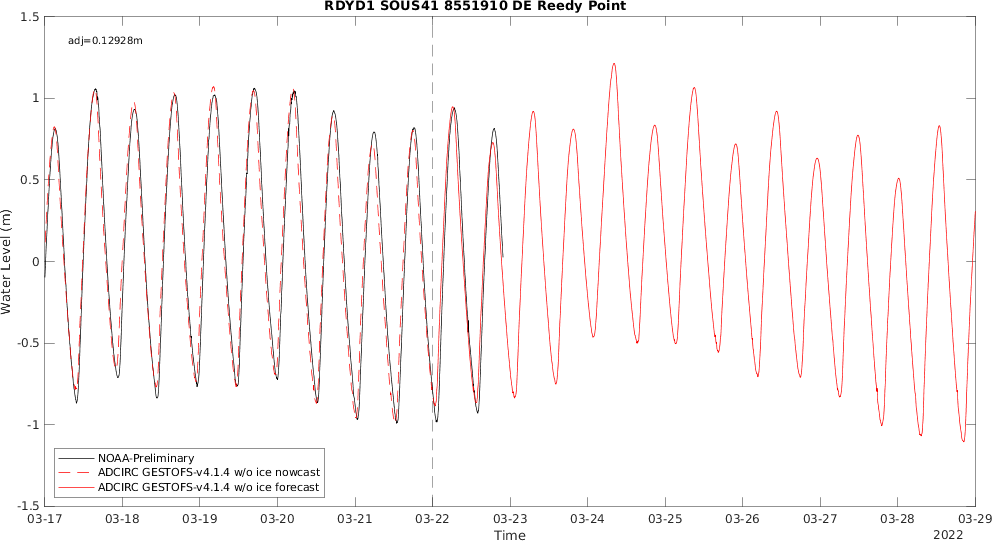 RDYD1 SOUS41 8551910 DE Reedy Point
adj=0.12928m
1.5
1
0.5
0
-0.5
-1
-1.5
Water Level (m)
NOAA-Preliminary
ADCIRC GESTOFS-v4.1.4 w/o ice nowcast
ADCIRC GESTOFS-v4.1.4 w/o ice forecast
03-17 03-18 03-19 03-20 03-21 03-22 03-23 03-24 03-25 03-26 03-27 03-28 03-29
Time
2022